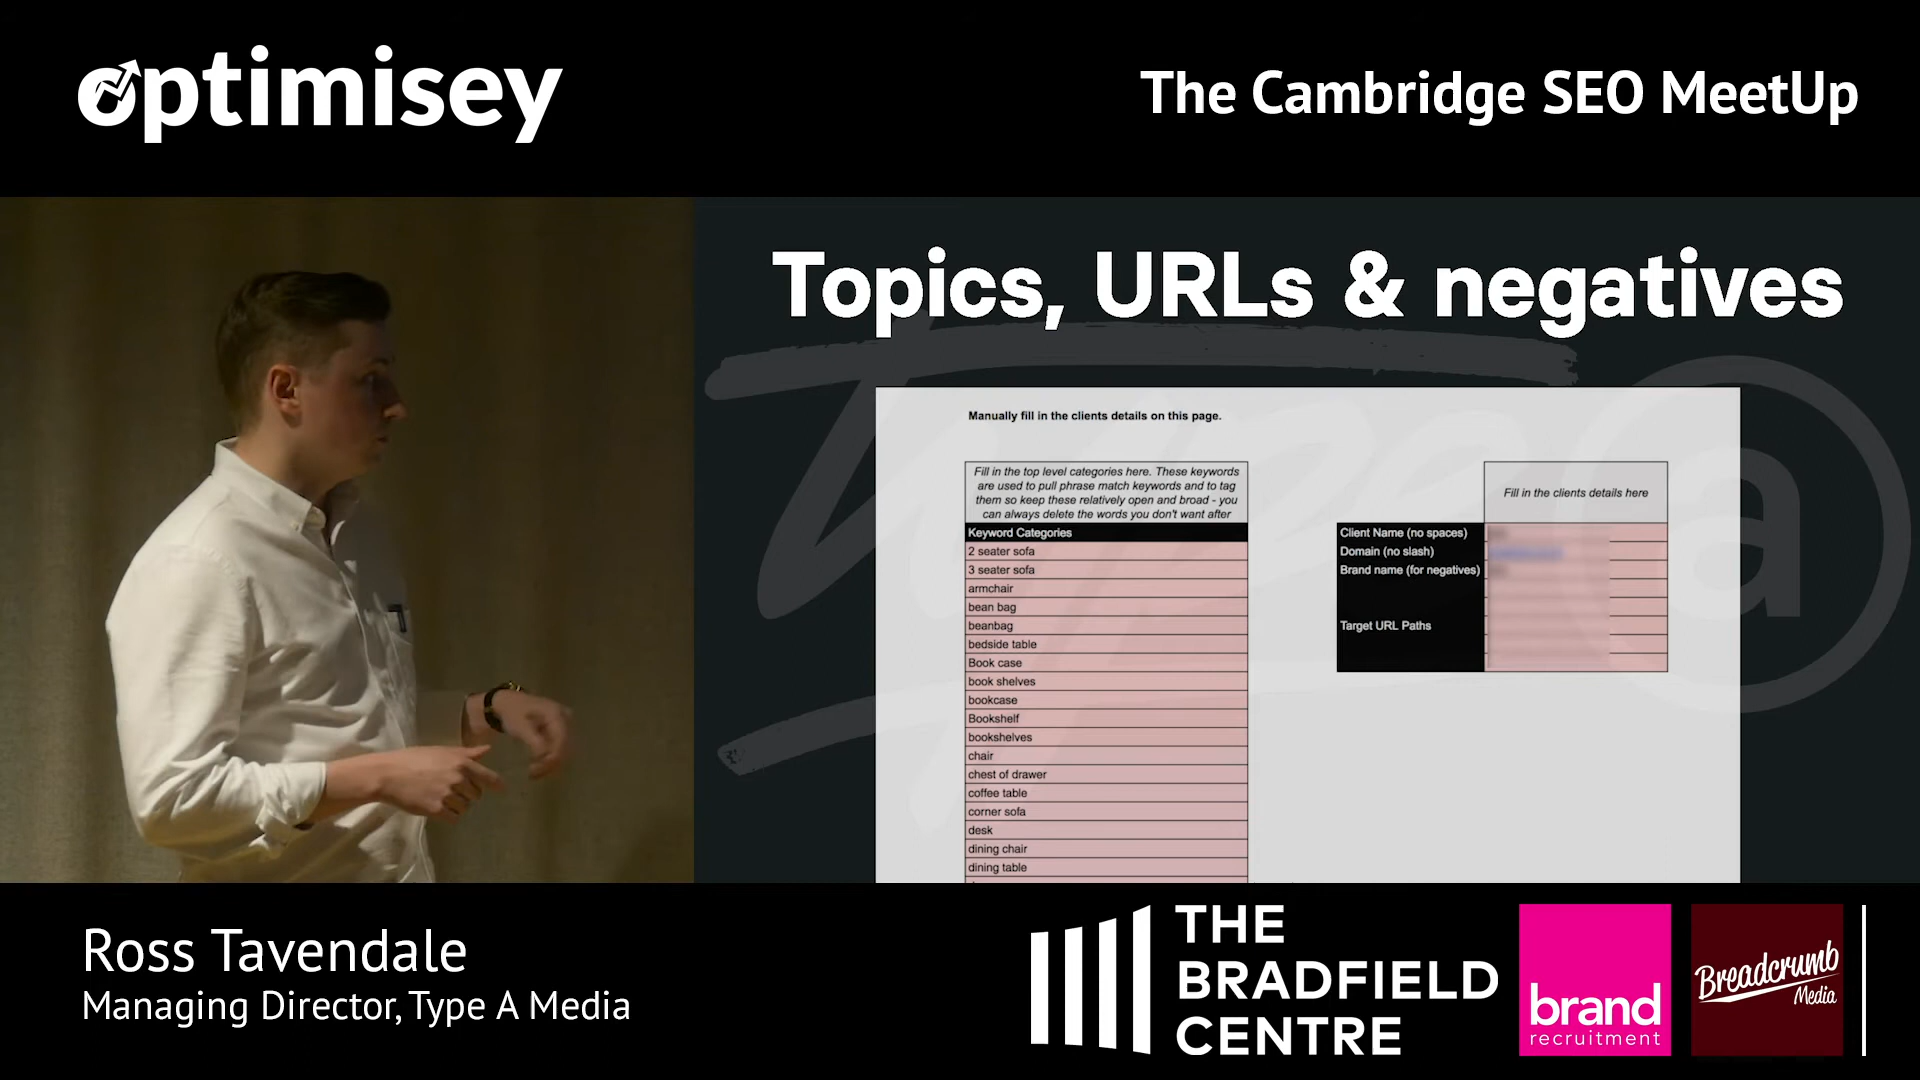 optimisey
The Cambridge SEO MeetUp
Topics, URLs & negatives
Manually fill in the clients details on this page.
Fill in the top level categories here. These keywords
are used to pull phrase match keywords and to tag
them so keep these relatively open and broad - you
can always delete the words you don't want after
Keyword Categories
2 seater sofa
3 seater sofa
armchair
bean bag
beanbag
bedside table
Book case
book shelves
bookcase
Bookshelf
bookshelves
chair
chest of drawer
coffee table
corner sofa
desk
dining chair
dining table
Fill in the clients details here
Client Name (no spaces)
Domain (no slash)
Brand name (for negatives)
Target URL Paths
Ross Tavendale
Managing Director, Type A Media
THE
BRADFIELD
CENTRE
brand
recruitment
Breadcrumb
Media